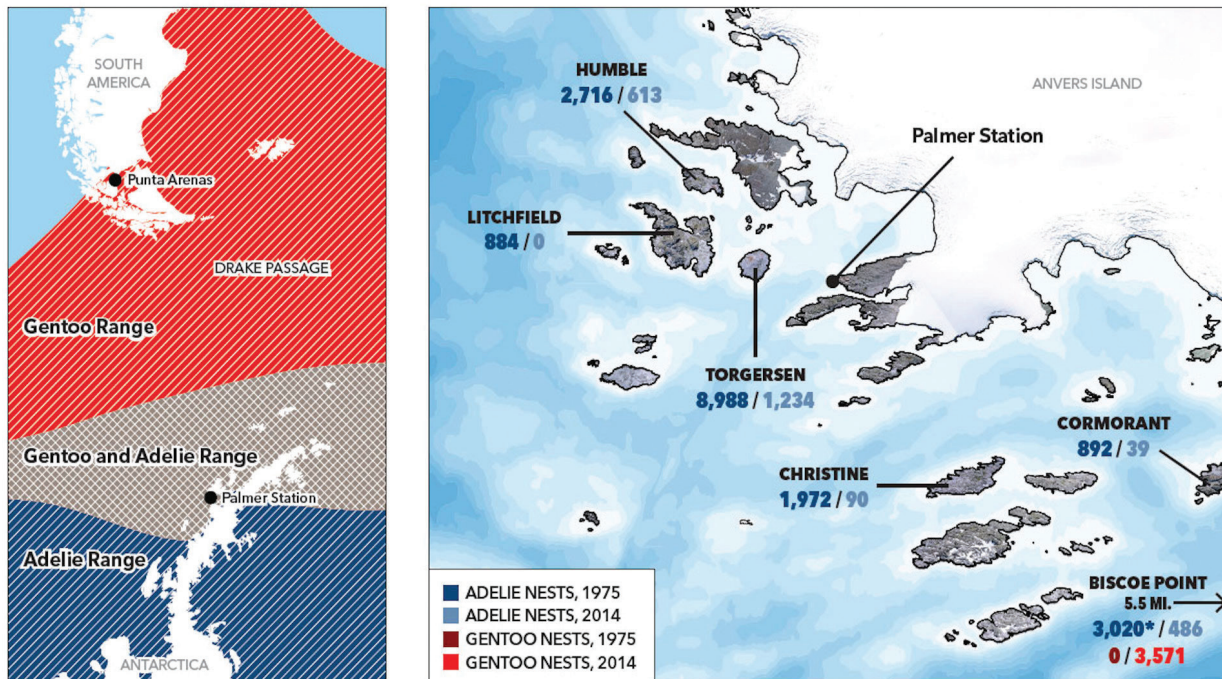 SOUTH
AMERICA
Punta Arenas
DRAKE PASSAGE
Gentoo Range
Gentoo and Adelie Range
Palmer Station
Adelie Range
ANTARCTICA
HUMBLE
2,716 / 613
ANVERS ISLAND
Palmer Station
LITCHFIELD
884 / 0
TORGERSEN
8,988 / 1,234
CORMORANT
892 / 39
CHRISTINE
1,972 / 90
BISCOE POINT
5.5 MI.
3,020* / 486
0 / 3,571
ADELIE NESTS, 1975
ADELIE NESTS, 2014
GENTOO NESTS, 1975
GENTOO NESTS, 2014